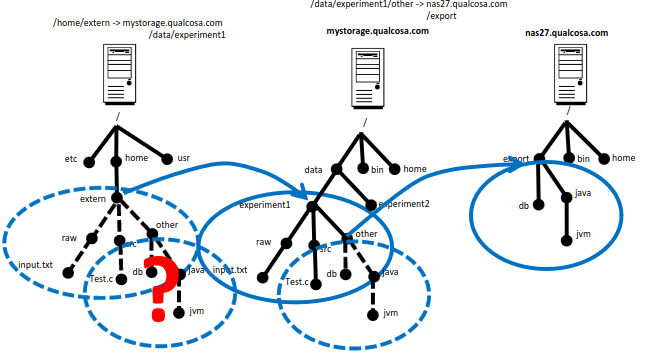 /data/experiment1/other -> nas27.qualcosa.com
/export
/home/extern -> mystorage.qualcosa.com
/data/experiment1
mystorage.qualcosa.com
nas27.qualcosa.com
/
etc
home
usr
extern
raw
src
other
input.txt
Test.c
db
java
jvm
?
/
data
bin
home
experiment1
experiment2
raw
src
other
input.txt
Test.c
db
java
jvm
/
export
bin
home
db
java
jvm